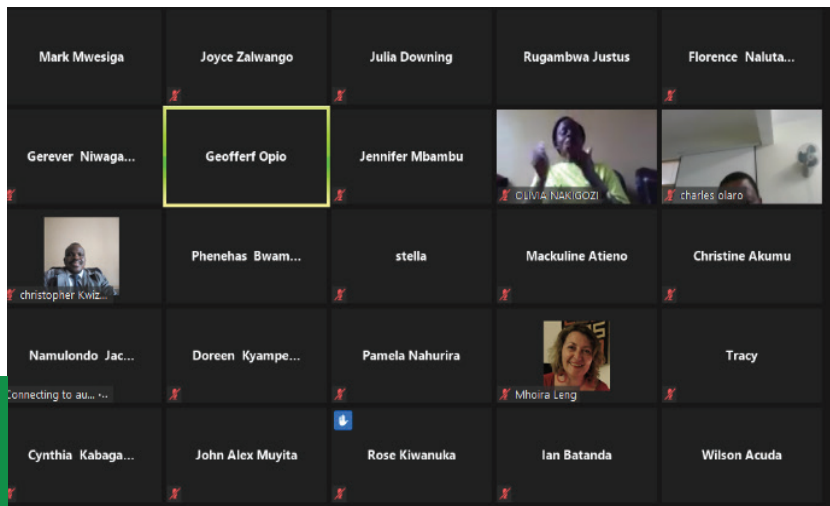 Mark Mwesiga
Joyce Zalwango
Julia Downing
Rugambwa Justus
Florence Naluta...
Gerever Niwaga...
Geofferf Opio
Jennifer Mbambu
OLIVIA NAKIGOZI
charles olaro
christopher Kwiz...
Phenehas Bwam...
stella
Mackuline Atieno
Christine Akumu
Namulondo Jac...
Connecting to au... ...
Doreen Kyampe...
Pamela Nahurira
Mhoira Leng
Tracy
Cynthia Kabaga...
John Alex Muyita
Rose Kiwanuka
Ian Batanda
Wilson Acuda